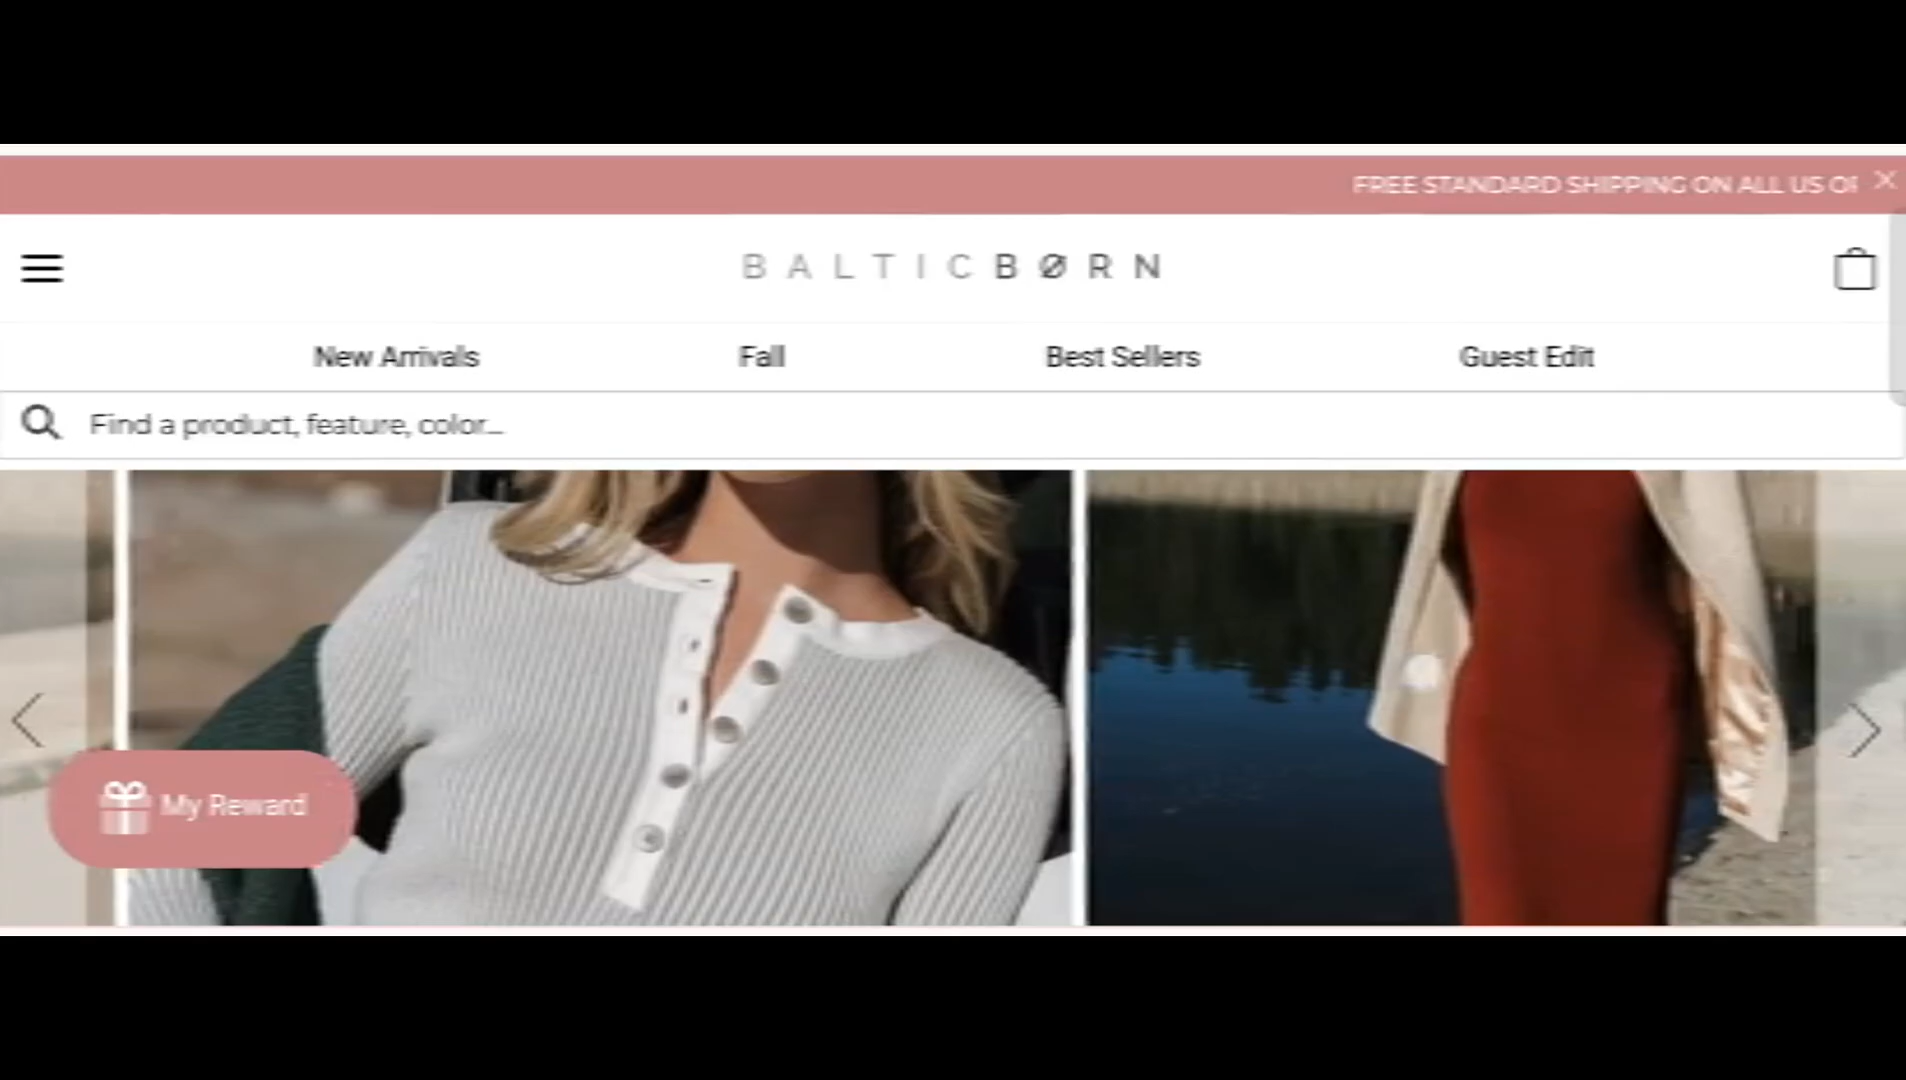 FREE STANDARD SHIPPING ON ALL US
BALTICBØRN
New Arrivals Fall Best Sellers Guest Edit
Find a product, feature, color...
My Reward